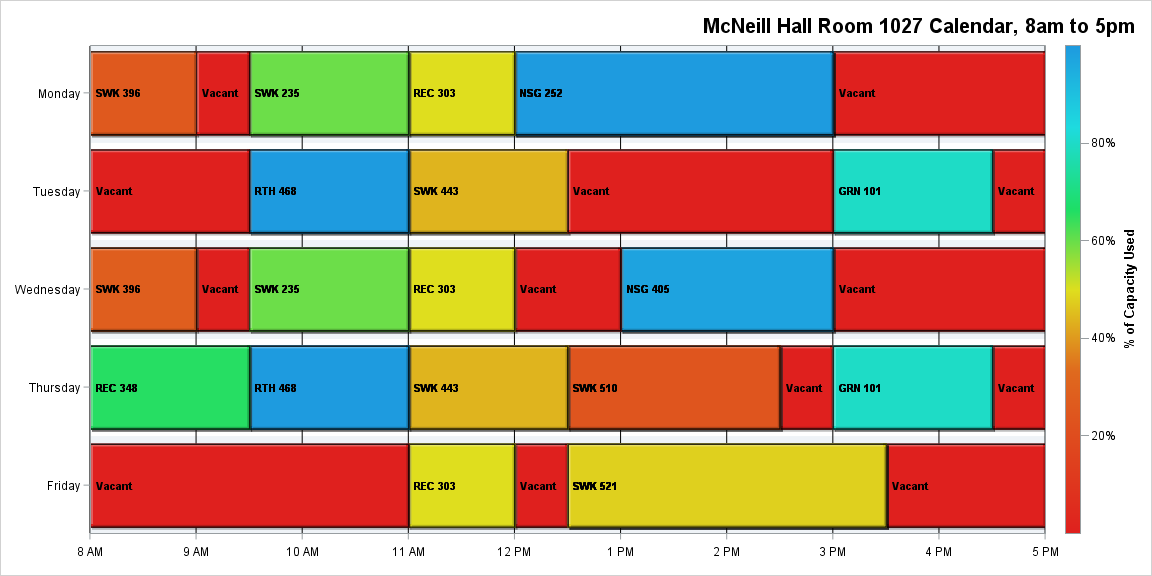 McNeill Hall Room 1027 Calendar, 8am to 5pm
Monday
SWK 396
Vacant
SWK 235
REC 303
NSG 252
Vacant
Tuesday
Vacant
RTH 468
SWK 443
Vacant
GRN 101
Vacant
Wednesday
SWK 396
Vacant
SWK 235
REC 303
Vacant
NSG 405
Vacant
Thursday
REC 348
RTH 468
SWK 443
SWK 510
Vacant
GRN 101
Vacant
Friday
Vacant
REC 303
Vacant
SWK 521
Vacant
8 AM
9 AM
10 AM
11 AM
12 PM
1 PM
2 PM
3 PM
4 PM
5 PM
80%
60%
40%
20%
% of Capacity Used